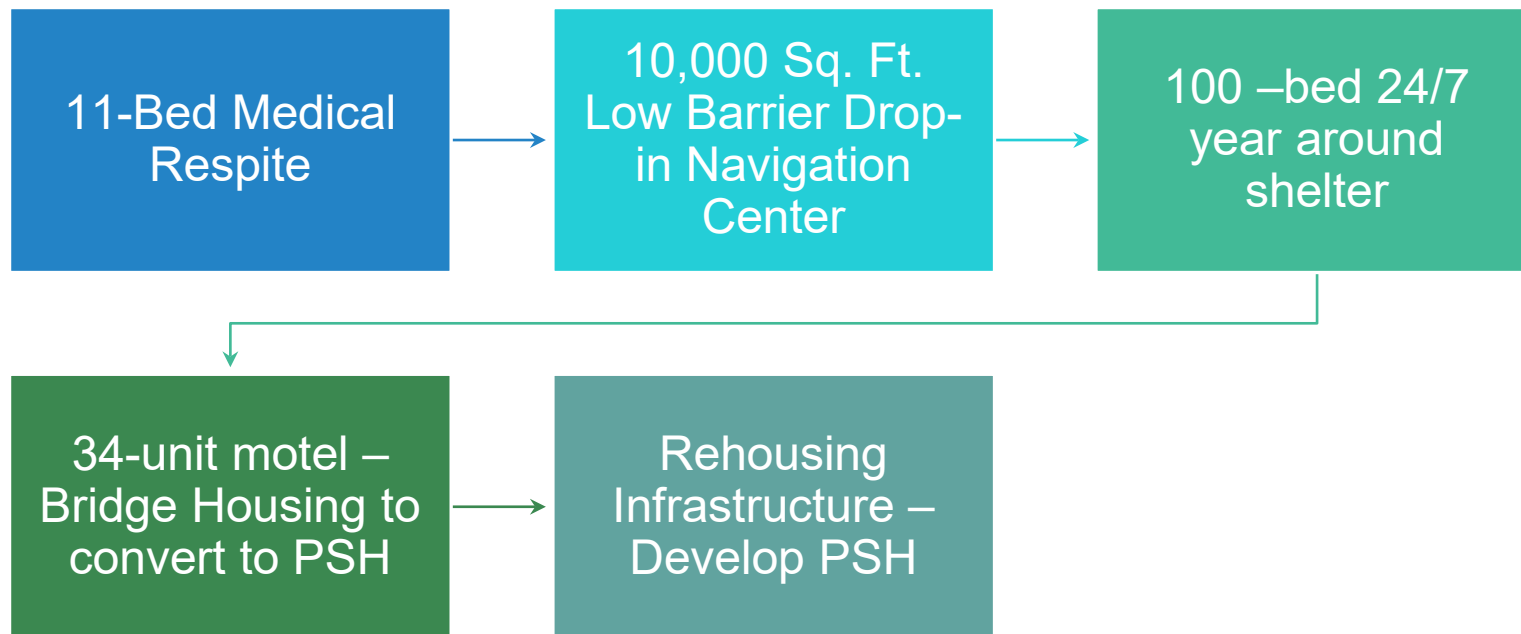 11-Bed Medical
Respite
10,000 Sq. Ft.
Low Barrier Drop-
in Navigation
Center
100 –bed 24/7
year around
shelter
34-unit motel –
Bridge Housing to
convert to PSH
Rehousing
Infrastructure –
Develop PSH